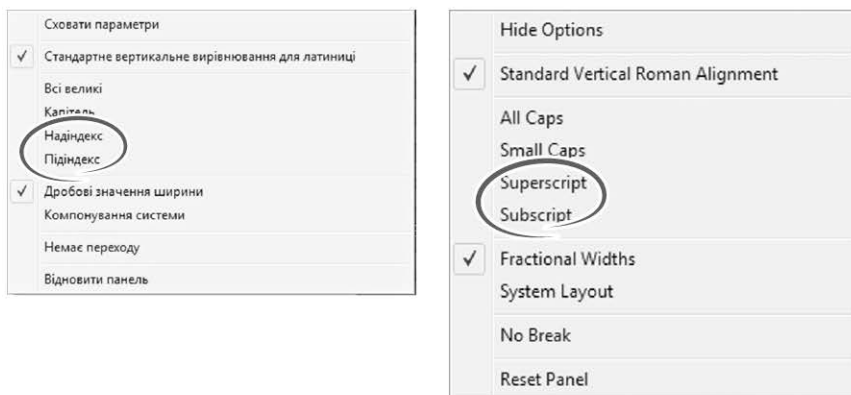 Сховати параметри
Стандартне вертикальне вирівнювання для латиниці
Всі великі
Капітель
Надіндекс
Підіндекс
Дробові значення ширини
Компонування системи
Немає переходу
Відновити панель
Hide Options
Standard Vertical Roman Alignment
All Caps
Small Caps
Superscript
Subscript
Fractional Widths
System Layout
No Break
Reset Panel